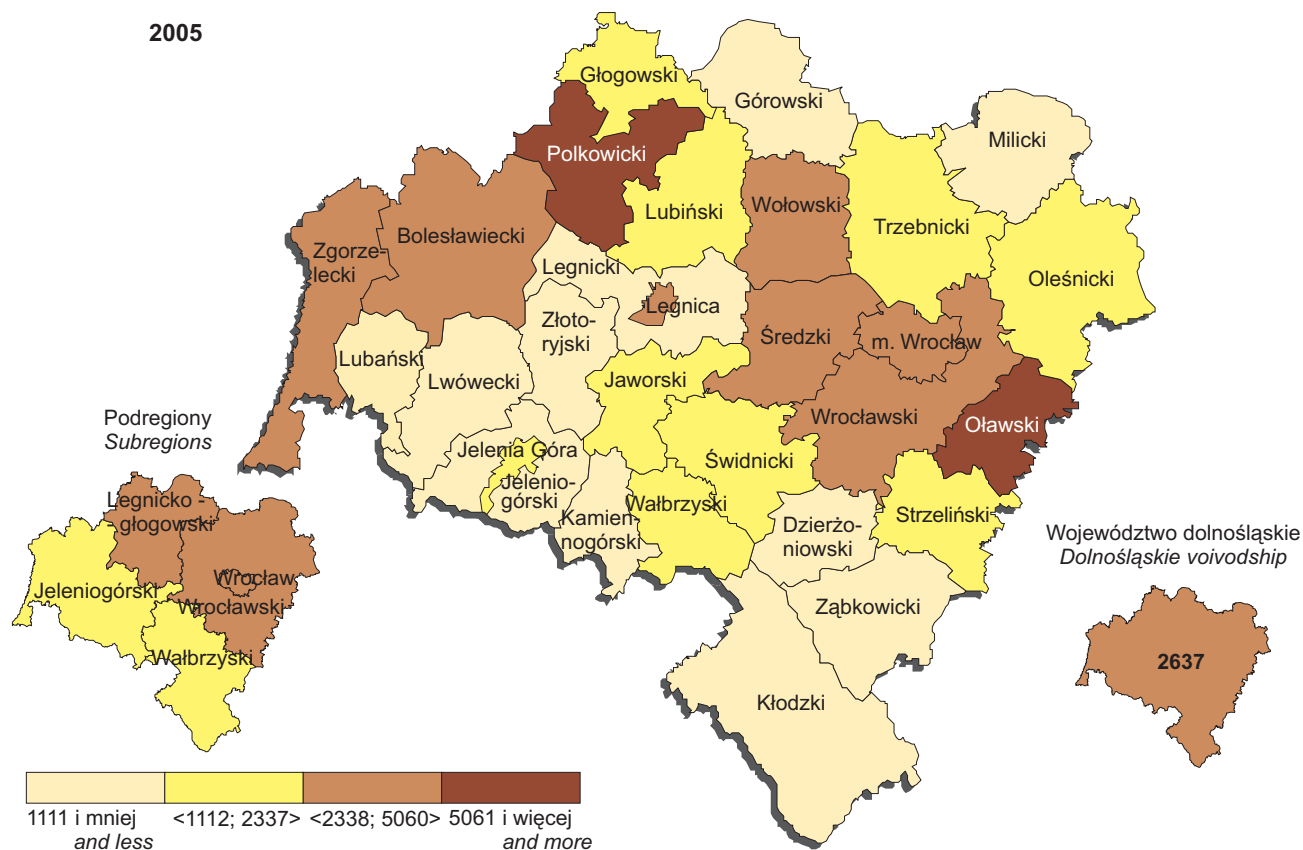 2005
Głogowski
Górowski
Milicki
Polkowicki
Lubiński
Wołowski
Trzebnicki
Bolesławiecki
Zgorze-
lecki
Oleśnicki
Legnicki
Legnica
Złoto-
ryjski
Średzki
m. Wrocław
Lubański
Lwówecki
Jaworski
Wrocławski
Oławski
Podregiony
Subregions
Jelenia Góra
Jelenio-
górski
Świdnicki
Kamien-
nogórski
Wałbrzyski
Dzierżo-
niowski
Strzeliński
Ząbkowicki
Kłodzki
Legnicko -
głogowski
Wrocław
Jeleniogórski
Wrocławski
Wałbrzyski
Województwo dolnośląskie
Dolnośląskie voivodship
2637
1111 i mniej
and less
<1112; 2337>
<2338; 5060>
5061 i więcej
and more